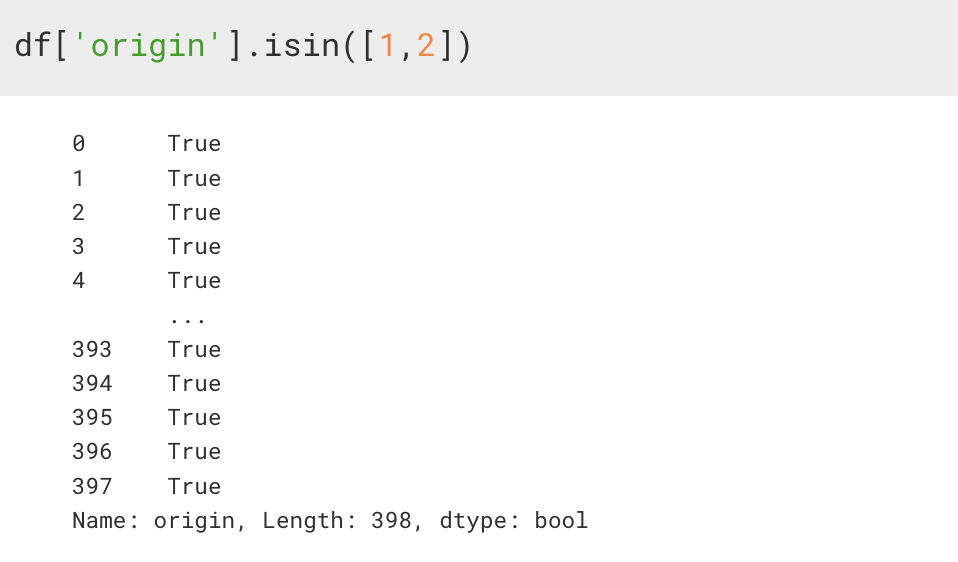 df['origin'].isin([1,2])
0      True
1      True
2      True
3      True
4      True
       ...
393    True
394    True
395    True
396    True
397    True
Name: origin, Length: 398, dtype: bool